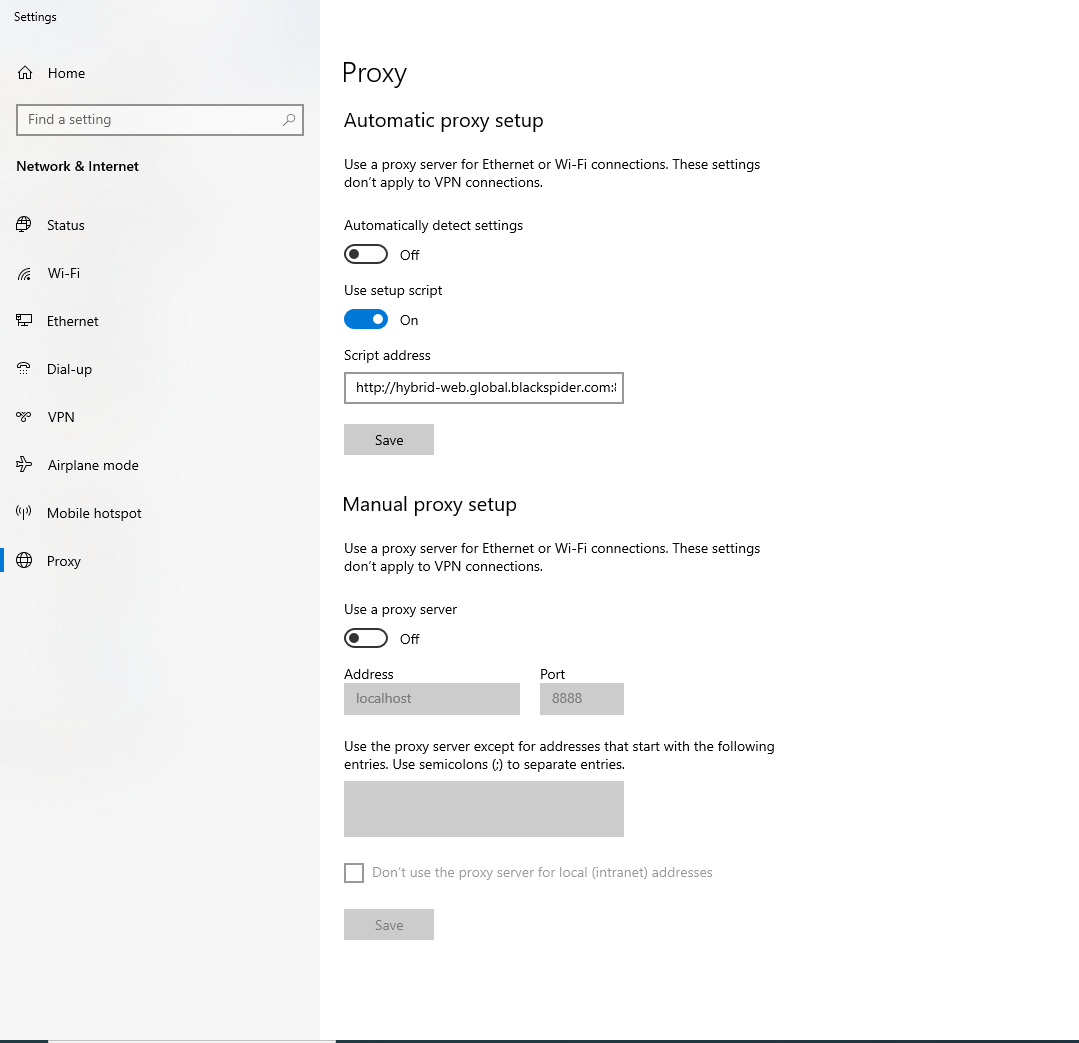 Settings
Home
Find a setting
Network & Internet
Status
Wi-Fi
Ethernet
Dial-up
VPN
Airplane mode
Mobile hotspot
Proxy
Proxy
Automatic proxy setup
Use a proxy server for Ethernet or Wi-Fi connections. These settings
don't apply to VPN connections.
Automatically detect settings
Off
Use setup script
On
Script address
http://hybrid-web.global.blackspider.com:
Save
Manual proxy setup
Use a proxy server for Ethernet or Wi-Fi connections. These settings
don't apply to VPN connections.
Use a proxy server
Off
Address
Port
localhost
8888
Use the proxy server except for addresses that start with the following
entries. Use semicolons (;) to separate entries.
Don't use the proxy server for local (intranet) addresses
Save